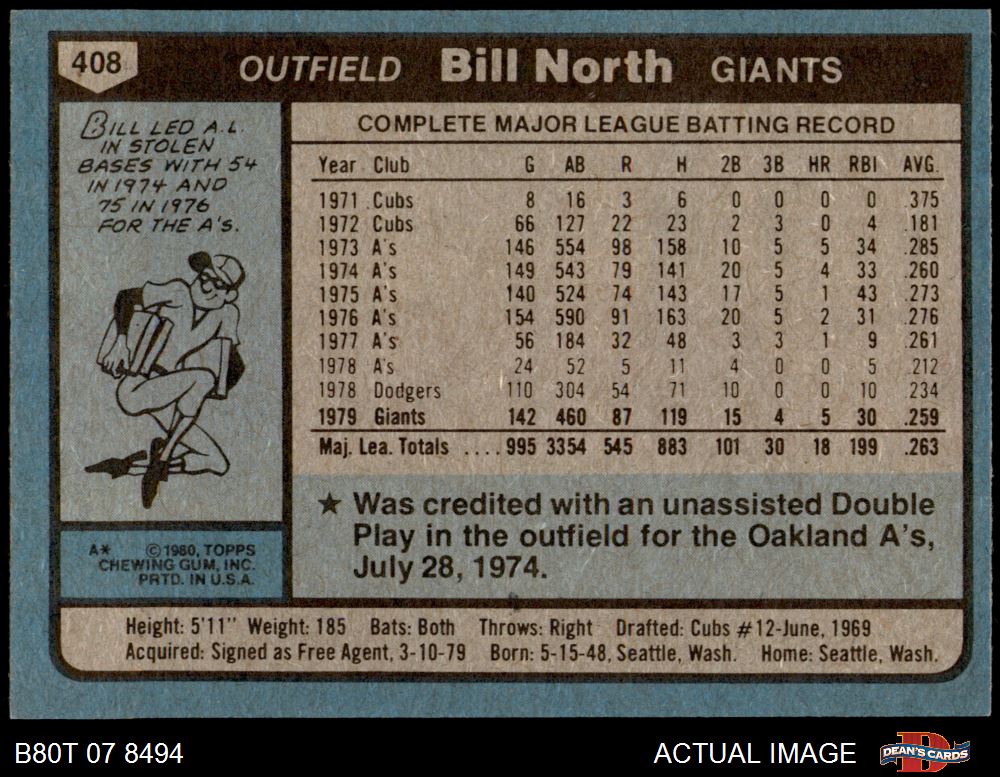 408
OUTFIELD Bill North GIANTS
BILL LED A.L.
IN STOLEN
BASES WITH 54
IN 1974 AND
75 IN 1976
FOR THE A's.
COMPLETE MAJOR LEAGUE BATTING RECORD
Year Club G AB R H 2B 3B HR RBI AVG.
1971 Cubs 8 16 3 6 0 0 0 0 .375
1972 Cubs 66 127 22 23 2 3 0 4 .181
1973 A's 146 554 98 158 10 5 5 34 .285
1974 A's 149 543 79 141 20 5 4 33 .260
1975 A's 140 524 74 143 17 5 1 43 .273
1976 A's 154 590 91 163 20 5 2 31 .276
1977 A's 56 184 32 48 3 3 1 9 .261
1978 A's 24 52 5 11 4 0 0 5 .212
1978 Dodgers 110 304 54 71 10 0 0 10 .234
1979 Giants 142 460 87 119 15 4 5 30 .259
Maj. Lea. Totals .... 995 3354 545 883 101 30 18 199 .263
★ Was credited with an unassisted Double
Play in the outfield for the Oakland A's,
July 28, 1974.
A* ©1980, TOPPS
CHEWING GUM, INC.
PRTD. IN U.S.A.
Height: 5'11" Weight: 185 Bats: Both Throws: Right Drafted: Cubs #12-June, 1969
Acquired: Signed as Free Agent, 3-10-79 Born: 5-15-48, Seattle, Wash. Home: Seattle, Wash.
B80T 07 8494 ACTUAL IMAGE DEAN'S CARDS